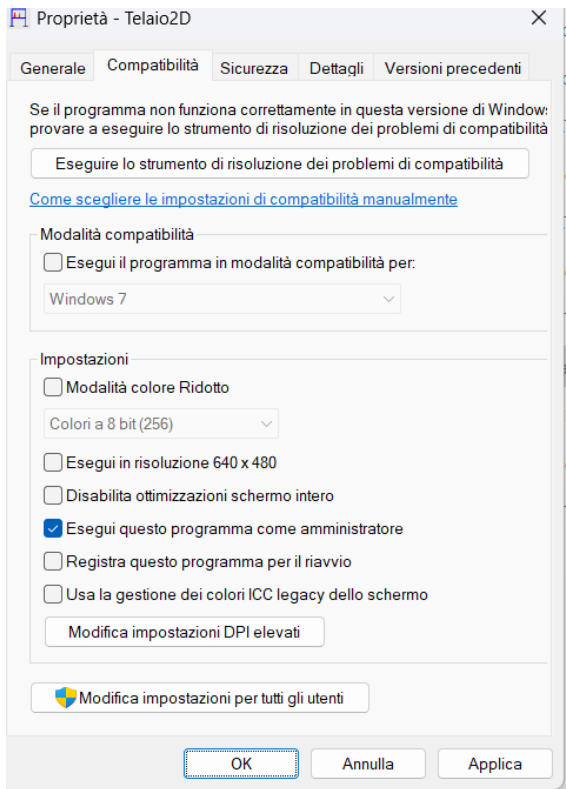 Proprietà - Telaio2D
Generale Compatibilità Sicurezza Dettagli Versioni precedenti
Se il programma non funziona correttamente in questa versione di Windows
provare a eseguire lo strumento di risoluzione dei problemi di compatibilità
Eseguire lo strumento di risoluzione dei problemi di compatibilità
Come scegliere le impostazioni di compatibilità manualmente
Modalità compatibilità
Esegui il programma in modalità compatibilità per:
Windows 7
Impostazioni
Modalità colore Ridotto
Colori a 8 bit (256)
Esegui in risoluzione 640 x 480
Disabilita ottimizzazioni schermo intero
Esegui questo programma come amministratore
Registra questo programma per il riavvio
Usa la gestione dei colori ICC legacy dello schermo
Modifica impostazioni DPI elevati
Modifica impostazioni per tutti gli utenti
OK Annulla Applica